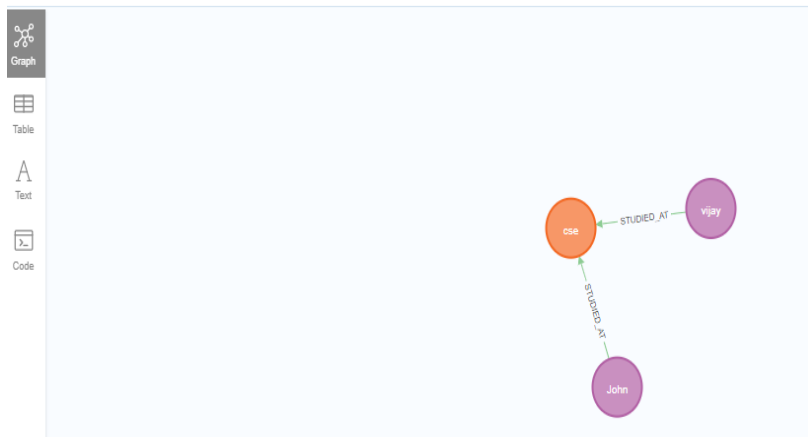 Graph
Table
Text
Code
cse
STUDIED_AT
vijay
STUDIED_AT
John